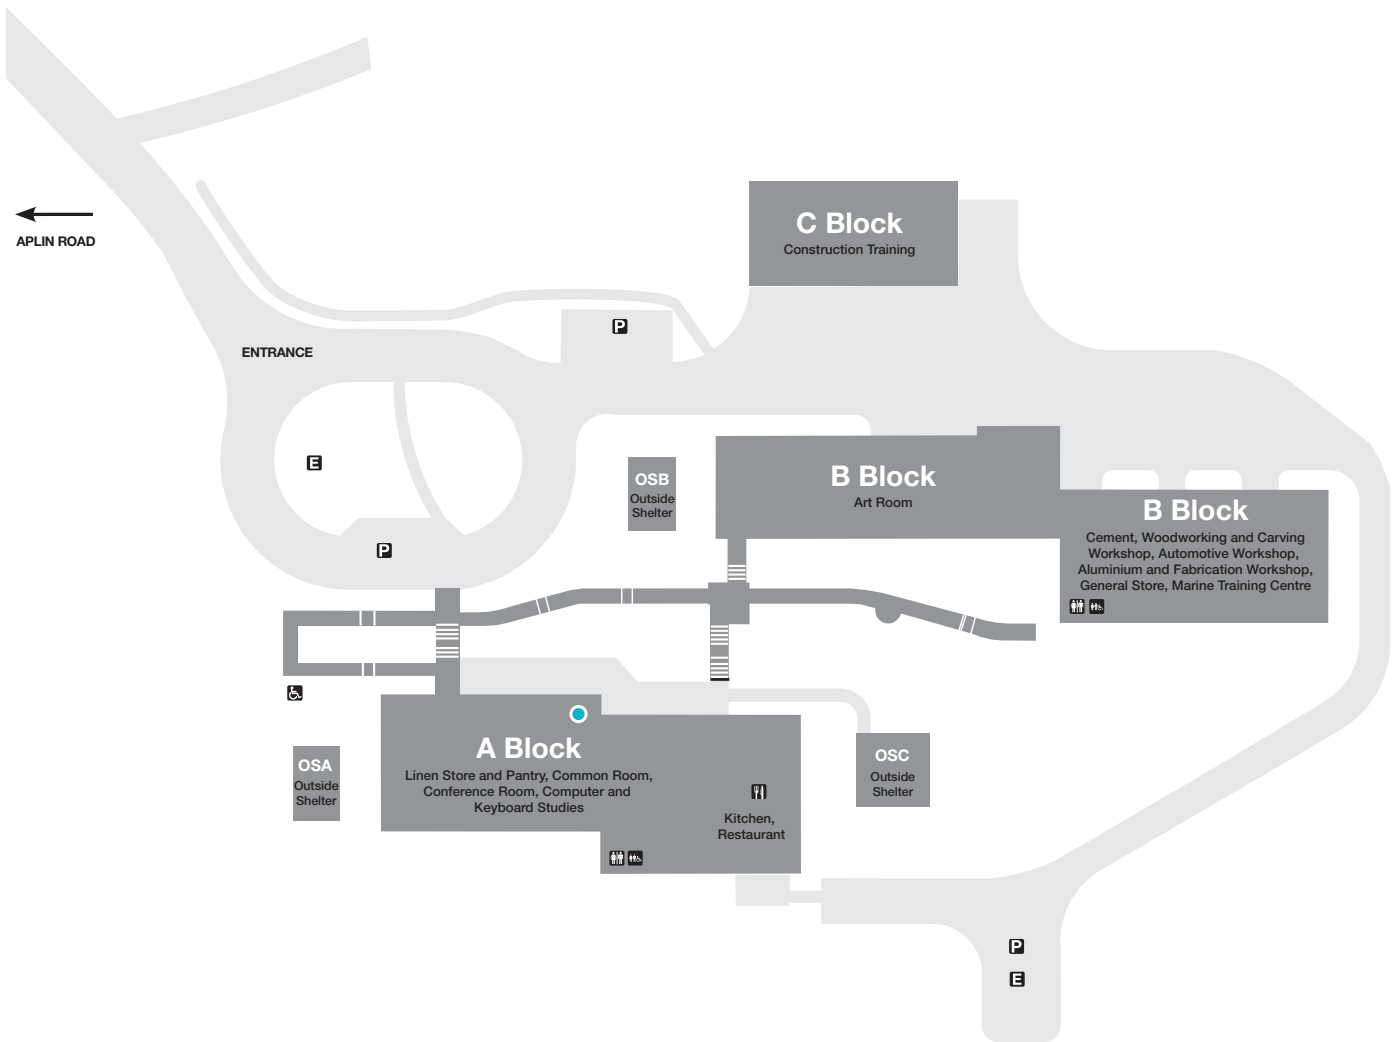 C Block
Construction Training
APLIN ROAD
P
ENTRANCE
E
P
OSB
Outside
Shelter
B Block
Art Room
B Block
Cement, Woodworking and Carving
Workshop, Automotive Workshop,
Aluminium and Fabrication Workshop,
General Store, Marine Training Centre
OSA
Outside
Shelter
A Block
Linen Store and Pantry, Common Room,
Conference Room, Computer and
Keyboard Studies
Kitchen,
Restaurant
OSC
Outside
Shelter
P
E